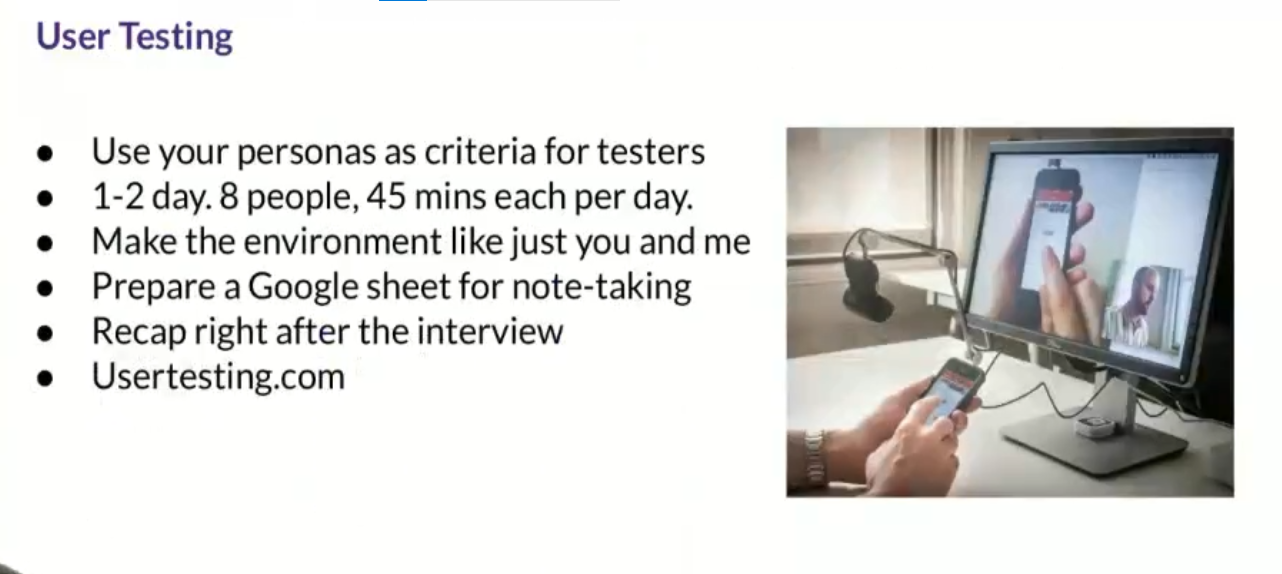 User Testing
● Use your personas as criteria for testers
● 1-2 day. 8 people, 45 mins each per day.
● Make the environment like just you and me
● Prepare a Google sheet for note-taking
● Recap right after the interview
● Usertesting.com